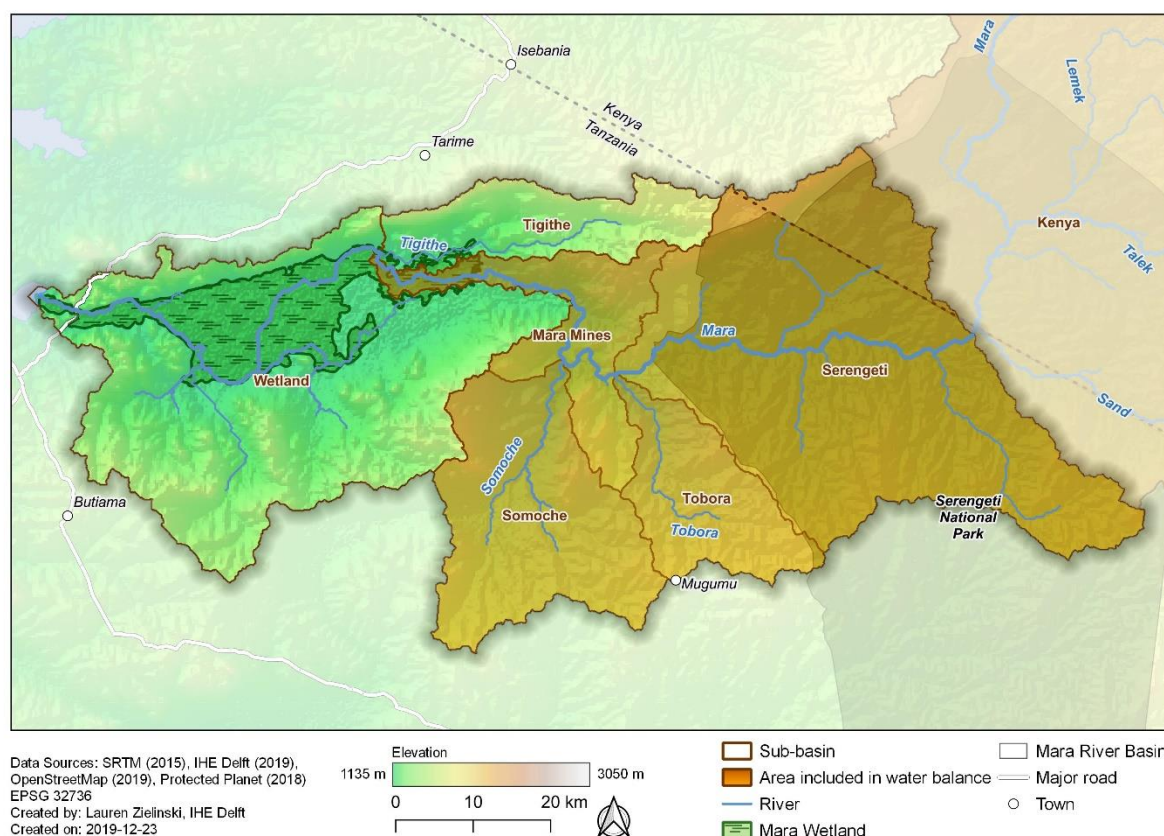 Isebania
Mara
Lemek
Kenya
Tanzania
Tarime
Tigithe
Kenya
Tigithe
Talek
Mara
Mara Mines
Serengeti
Wetland
Sand
Somoche
Tobora
Butiama
Somoche
Tobora
Serengeti
National
Park
Mugumu
Data Sources: SRTM (2015), IHE Delft (2019),
OpenStreetMap (2019), Protected Planet (2018)
EPSG 32736
Created by: Lauren Zielinski, IHE Delft
Created on: 2019-12-23
Elevation
1135 m 3050 m
0 10 20 km
Sub-basin
Area included in water balance
River
Mara Wetland
Mara River Basin
Major road
Town